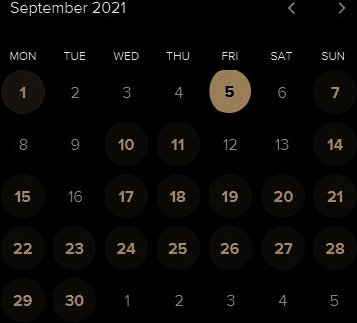 September 2021
MON TUE WED THU FRI SAT SUN
1 2 3 4 5 6 7
8 9 10 11 12 13 14
15 16 17 18 19 20 21
22 23 24 25 26 27 28
29 30 1 2 3 4 5